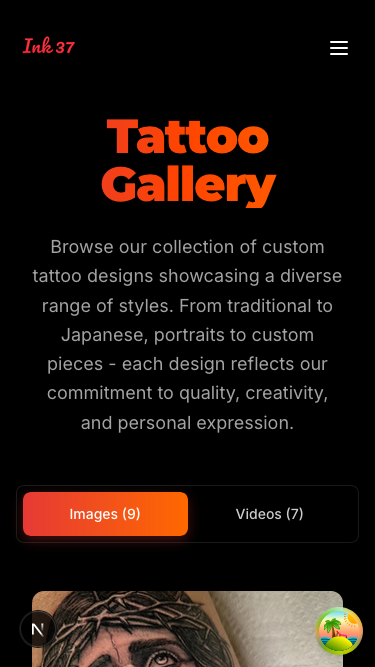 Ink 37
Tattoo
Gallery
Browse our collection of custom
tattoo designs showcasing a diverse
range of styles. From traditional to
Japanese, portraits to custom
pieces - each design reflects our
commitment to quality, creativity,
and personal expression.
Images (9)
Videos (7)
N